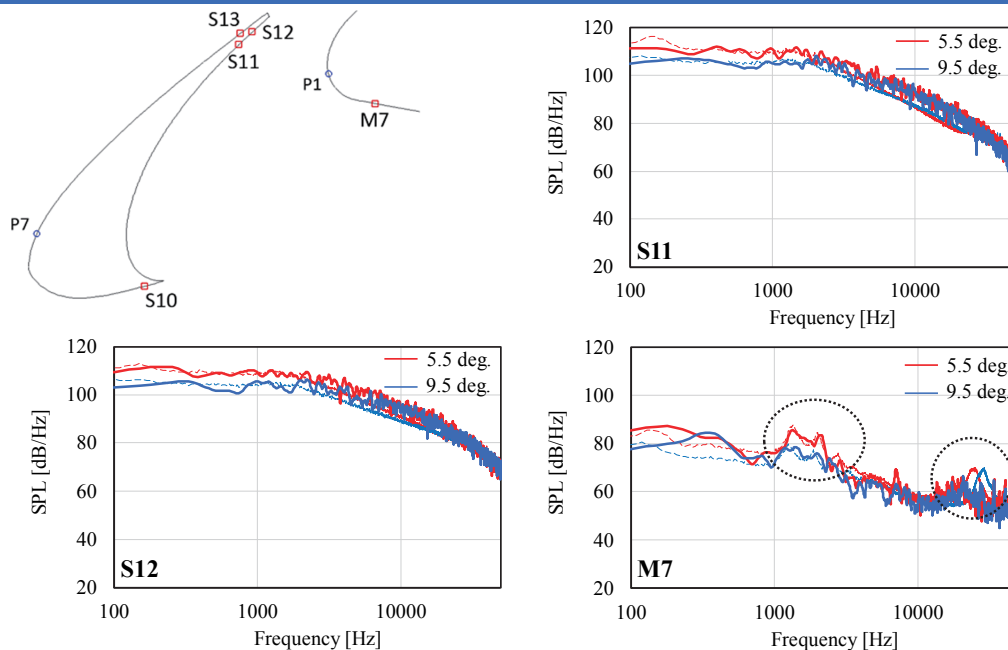 S13
S12
S11
P1
M7
P7
S10
120
100
80
60
40
20
SPL [dB/Hz]
5.5 deg.
9.5 deg.
S11
100
1000
10000
Frequency [Hz]
120
100
80
60
40
20
0
SPL [dB/Hz]
5.5 deg.
9.5 deg.
S12
100
1000
10000
Frequency [Hz]
120
100
80
60
40
20
0
SPL [dB/Hz]
5.5 deg.
9.5 deg.
M7
100
1000
10000
Frequency [Hz]